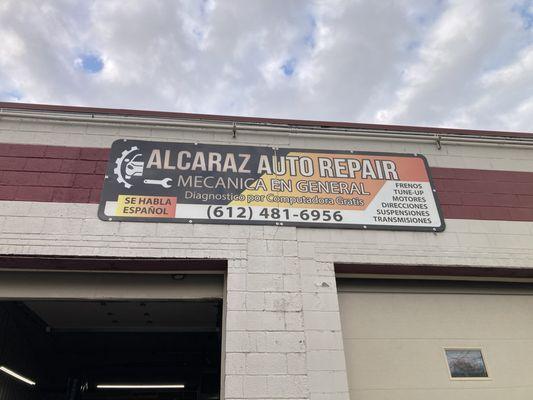 ALCARAZ AUTO REPAIR
MECANICA EN GENERAL
Diagnostico por Computadora Gratis
SE HABLA
ESPAÑOL
(612) 481-6956
FRENOS
TUNE-UP
MOTORES
DIRECCIONES
SUSPENSIONES
TRANSMISIONES